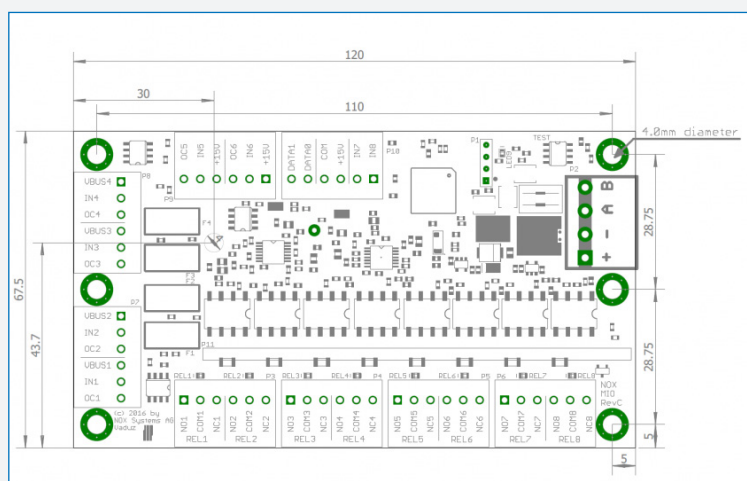 120
30
110
4.0mm diameter
P8
OC5 IN5 +15V OC6 IN6 +15V
DATA1 DATA0 COM +15V IN7 IN8
P10
P1
LED9
TEST
P2
B
A
-
+
VBUS4
IN4
OC4
VBUS3
IN3
OC3
P9
F4
67.5
43.7
28.75
28.75
5
5
P7
VBUS2
IN2
OC2
VBUS1
IN1
OC1
P11
F1
REL1 REL2 P3 REL3 REL4 P4 REL5 REL6 P5 P6 REL7 REL8
NO1 COM1 NC1 NO2 COM2 NC2
NO3 COM3 NC3 NO4 COM4 NC4
NO5 COM5 NC5 NO6 COM6 NC6
NO7 COM7 NC7 NO8 COM8 NC8
REL1 REL2 REL3 REL4 REL5 REL6 REL7 REL8
NOX
MIO
RevC
(c) 2016 by
NOX Systems AG
Vaduz